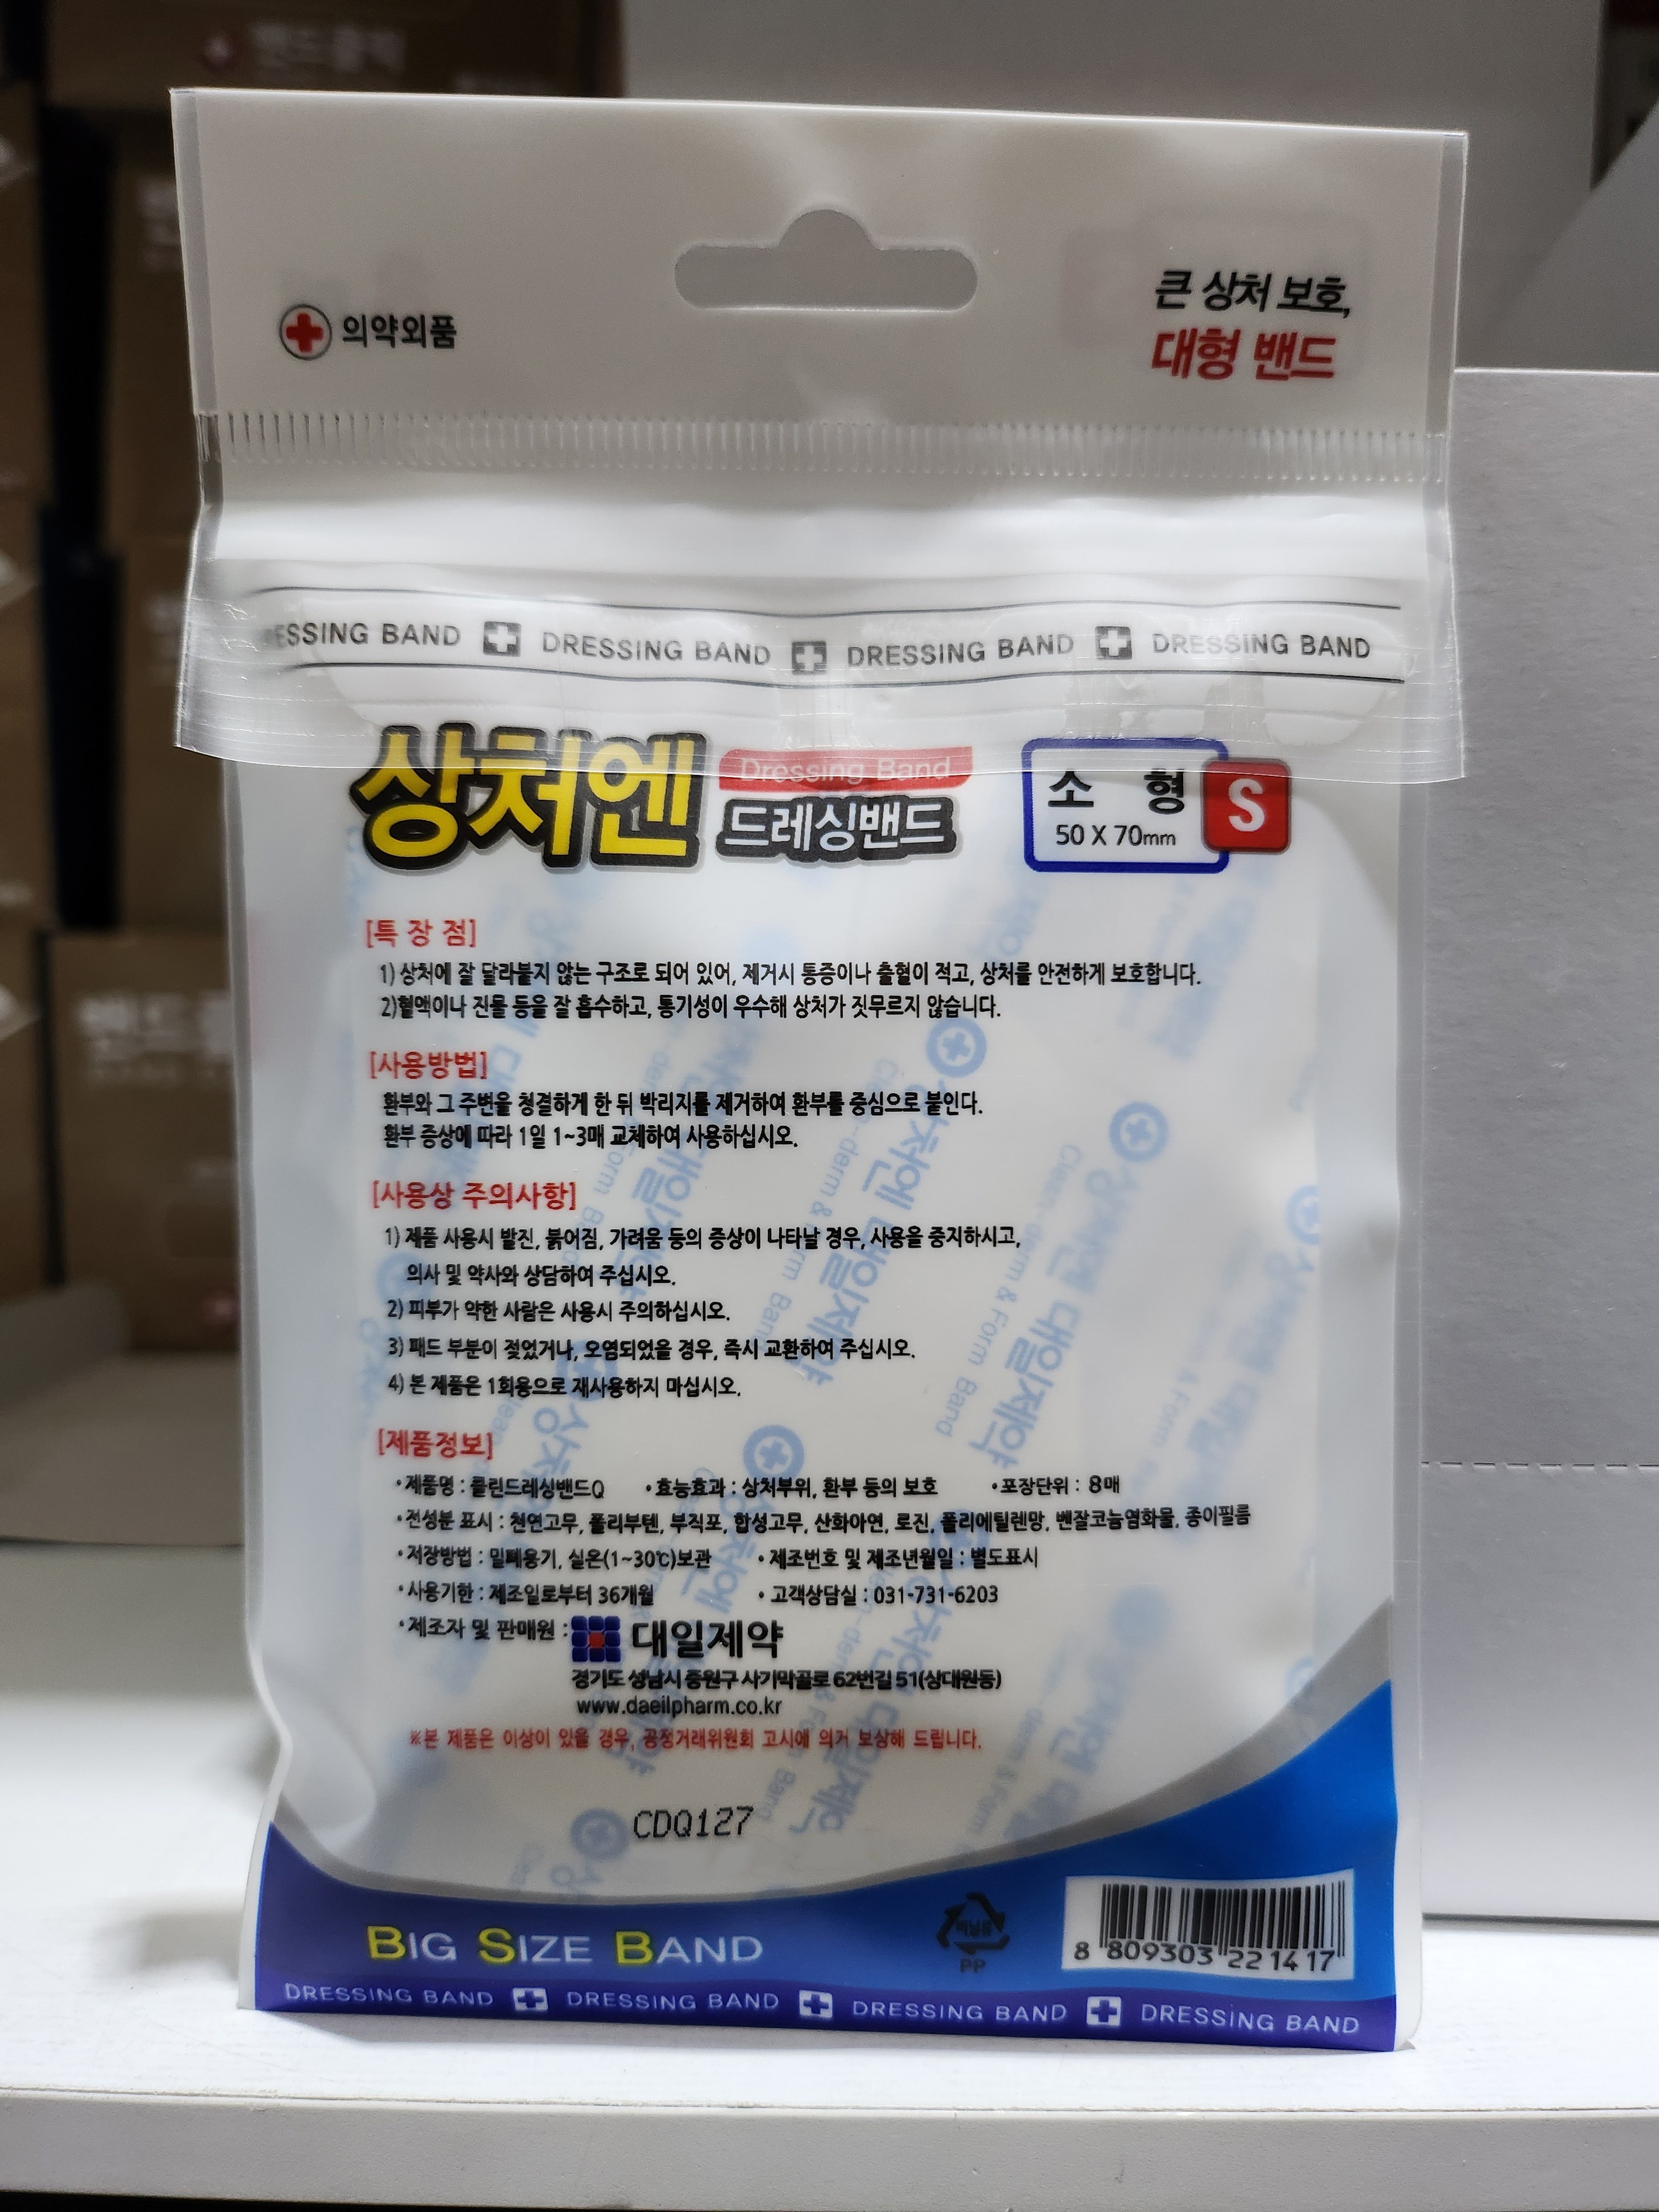 의약외품
큰 상처 보호,
대형 밴드
ESSING BAND DRESSING BAND DRESSING BAND DRESSING BAND
상처엔 Dressing Band
드레싱밴드
소 형 S
50 X 70mm
[특 장 점]
1) 상처에 잘 달라붙지 않는 구조로 되어 있어, 제거시 통증이나 출혈이 적고, 상처를 안전하게 보호합니다.
2)혈액이나 진물 등을 잘 흡수하고, 통기성이 우수해 상처가 짓무르지 않습니다.
[사용방법]
환부와 그 주변을 청결하게 한 뒤 박리지를 제거하여 환부를 중심으로 붙인다.
환부 증상에 따라 1일 1~3매 교체하여 사용하십시오.
[사용상 주의사항]
1) 제품 사용시 발진, 붉어짐, 가려움 등의 증상이 나타날 경우, 사용을 중지하시고,
의사 및 약사와 상담하여 주십시오.
2) 피부가 약한 사람은 사용시 주의하십시오.
3) 패드 부분이 젖었거나, 오염되었을 경우, 즉시 교환하여 주십시오.
4) 본 제품은 1회용으로 재사용하지 마십시오.
[제품정보]
•제품명 : 클린드레싱밴드Q •효능효과 : 상처부위, 환부 등의 보호 •포장단위 : 8매
•전성분 표시 : 천연고무, 폴리부텐, 부직포, 합성고무, 산화아연, 로진, 폴리에틸렌망, 벤잘코늄염화물, 종이필름
•저장방법 : 밀폐용기, 실온(1~30℃)보관 •제조번호 및 제조년월일 : 별도표시
•사용기한 : 제조일로부터 36개월 •고객상담실 : 031-731-6203
•제조자 및 판매원 : 대일제약
경기도 성남시 중원구 사기막골로 62번길 51(상대원동)
www.daeilpharm.co.kr
※본 제품은 이상이 있을 경우, 공정거래위원회 고시에 의거 보상해 드립니다.
CDQ127
BIG SIZE BAND
비닐류
PP
8 809303 221417
DRESSING BAND DRESSING BAND DRESSING BAND DRESSING BAND